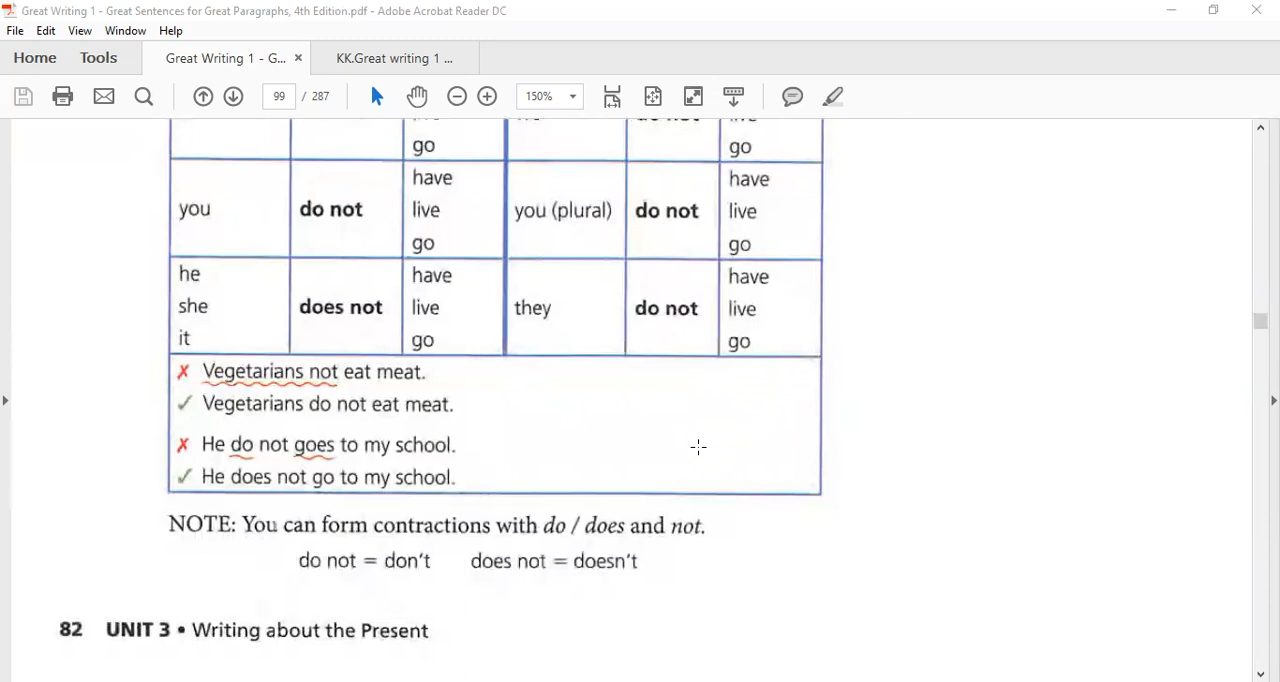 Great Writing 1 - Great Sentences for Great Paragraphs, 4th Edition.pdf - Adobe Acrobat Reader DC
File Edit View Window Help
Home Tools Great Writing 1 - G... × KK.Great writing 1 ...
99 / 287 150%
go go
have have
you do not live you (plural) do not live
go go
he have have
she does not live they do not live
it go go
✗ Vegetarians not eat meat.
✓ Vegetarians do not eat meat.
✗ He do not goes to my school.
✓ He does not go to my school.
NOTE: You can form contractions with do / does and not.
do not = don't does not = doesn't
82 UNIT 3 • Writing about the Present